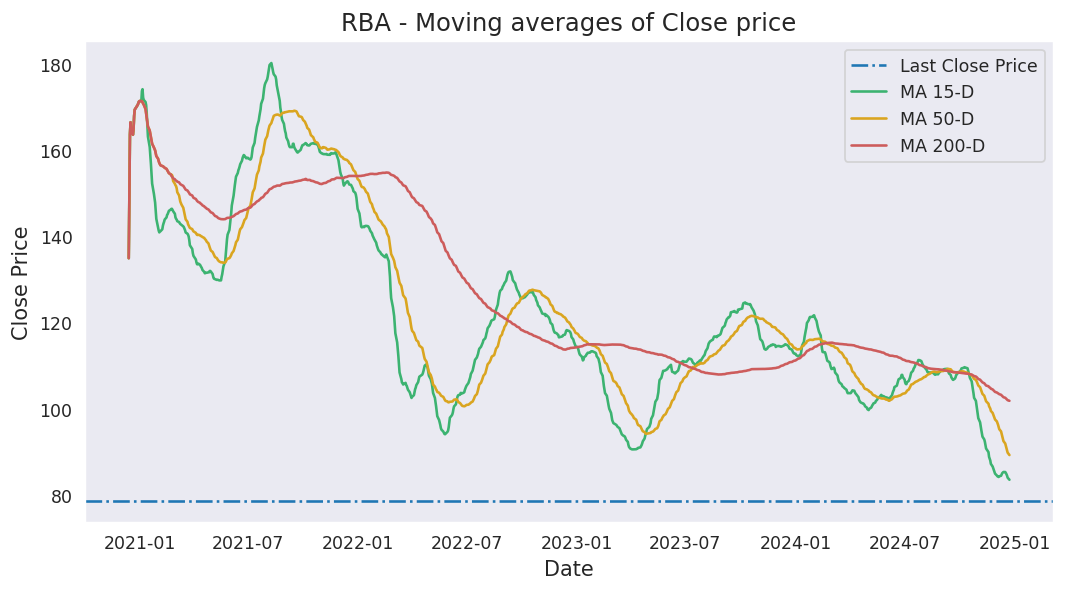 RBA - Moving averages of Close price
Last Close Price
MA 15-D
MA 50-D
MA 200-D
Close Price
180
160
140
120
100
80
2021-01 2021-07 2022-01 2022-07 2023-01 2023-07 2024-01 2024-07 2025-01
Date